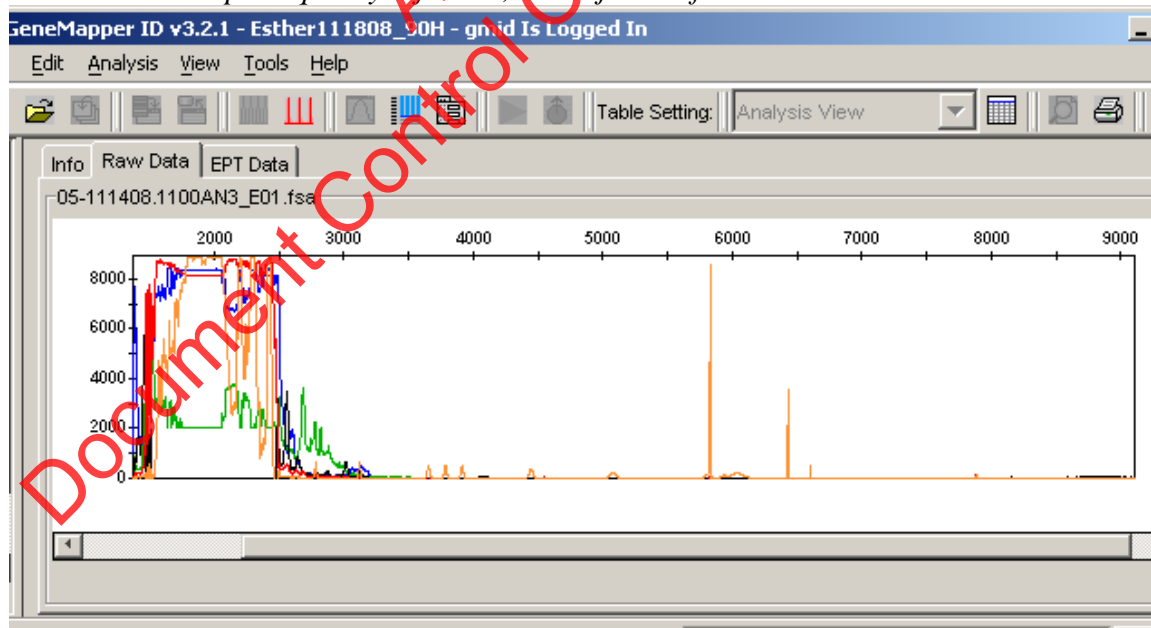 GeneMapper ID v3.2.1 - Esther111808_90H - gmid Is Logged In
Edit Analysis View Tools Help
Table Setting: Analysis View
Info Raw Data EPT Data
05-111408.1100AN3_E01.fsa
2000 3000 4000 5000 6000 7000 8000 9000
8000
6000
4000
2000
0
Document Control